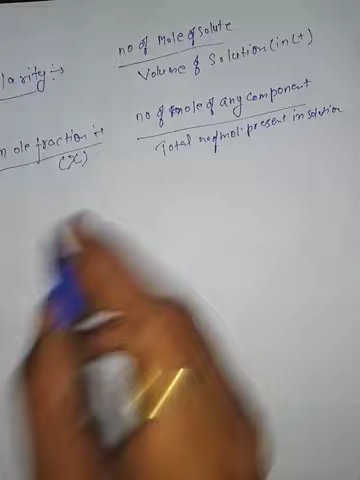 larity :→ no of Mole of solute
Volume of Solution (in Lt)
mole fraction :→ no of mole of any component
(X) Total no of mol present in solution